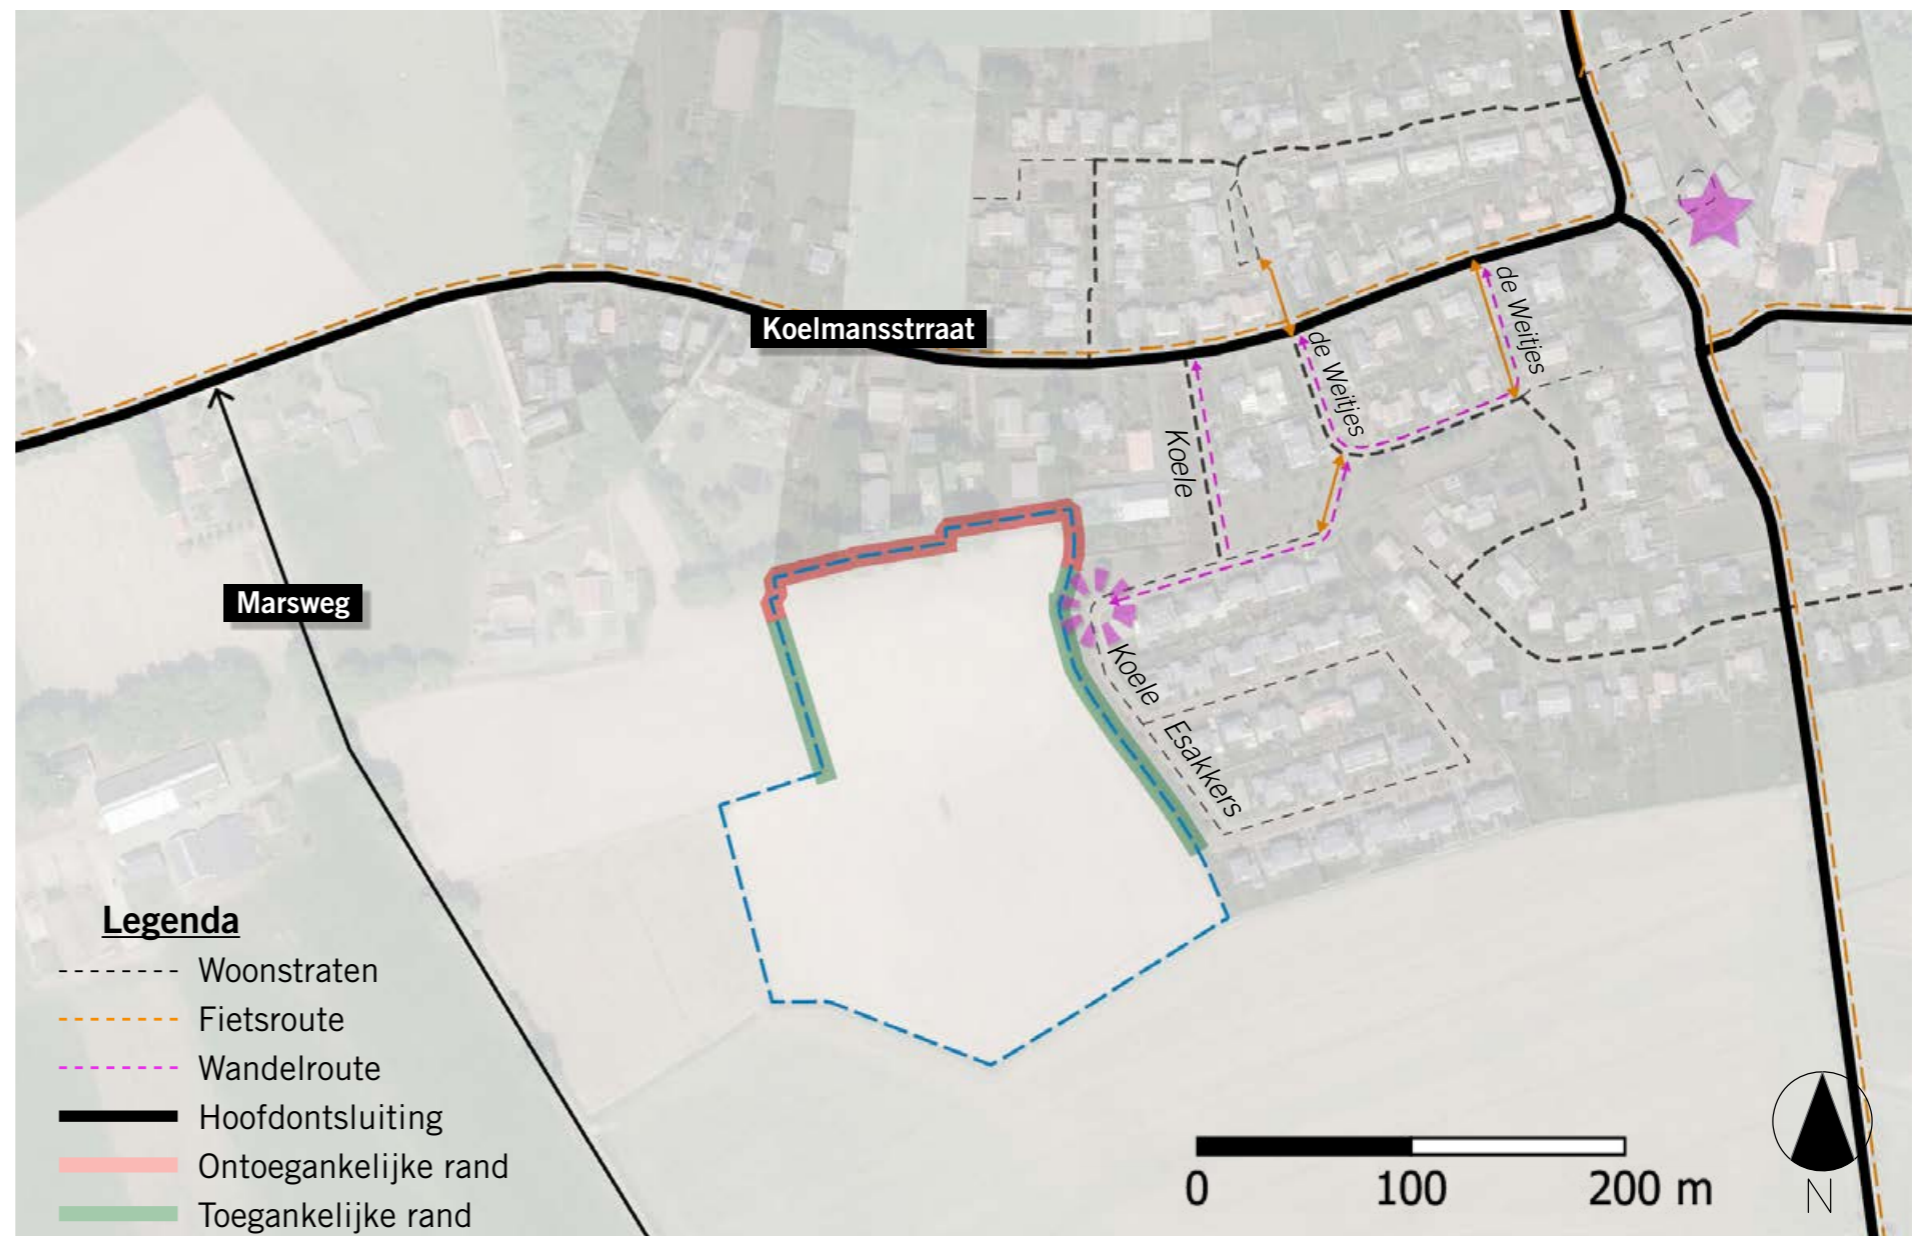 Koelmansstrraat
de Weitjes
de Weitjes
Koele
Marsweg
Koele
Esakkers
Legenda
Woonstraten
Fietsroute
Wandelroute
Hoofdontsluiting
Ontoegankelijke rand
Toegankelijke rand
0 100 200 m
N